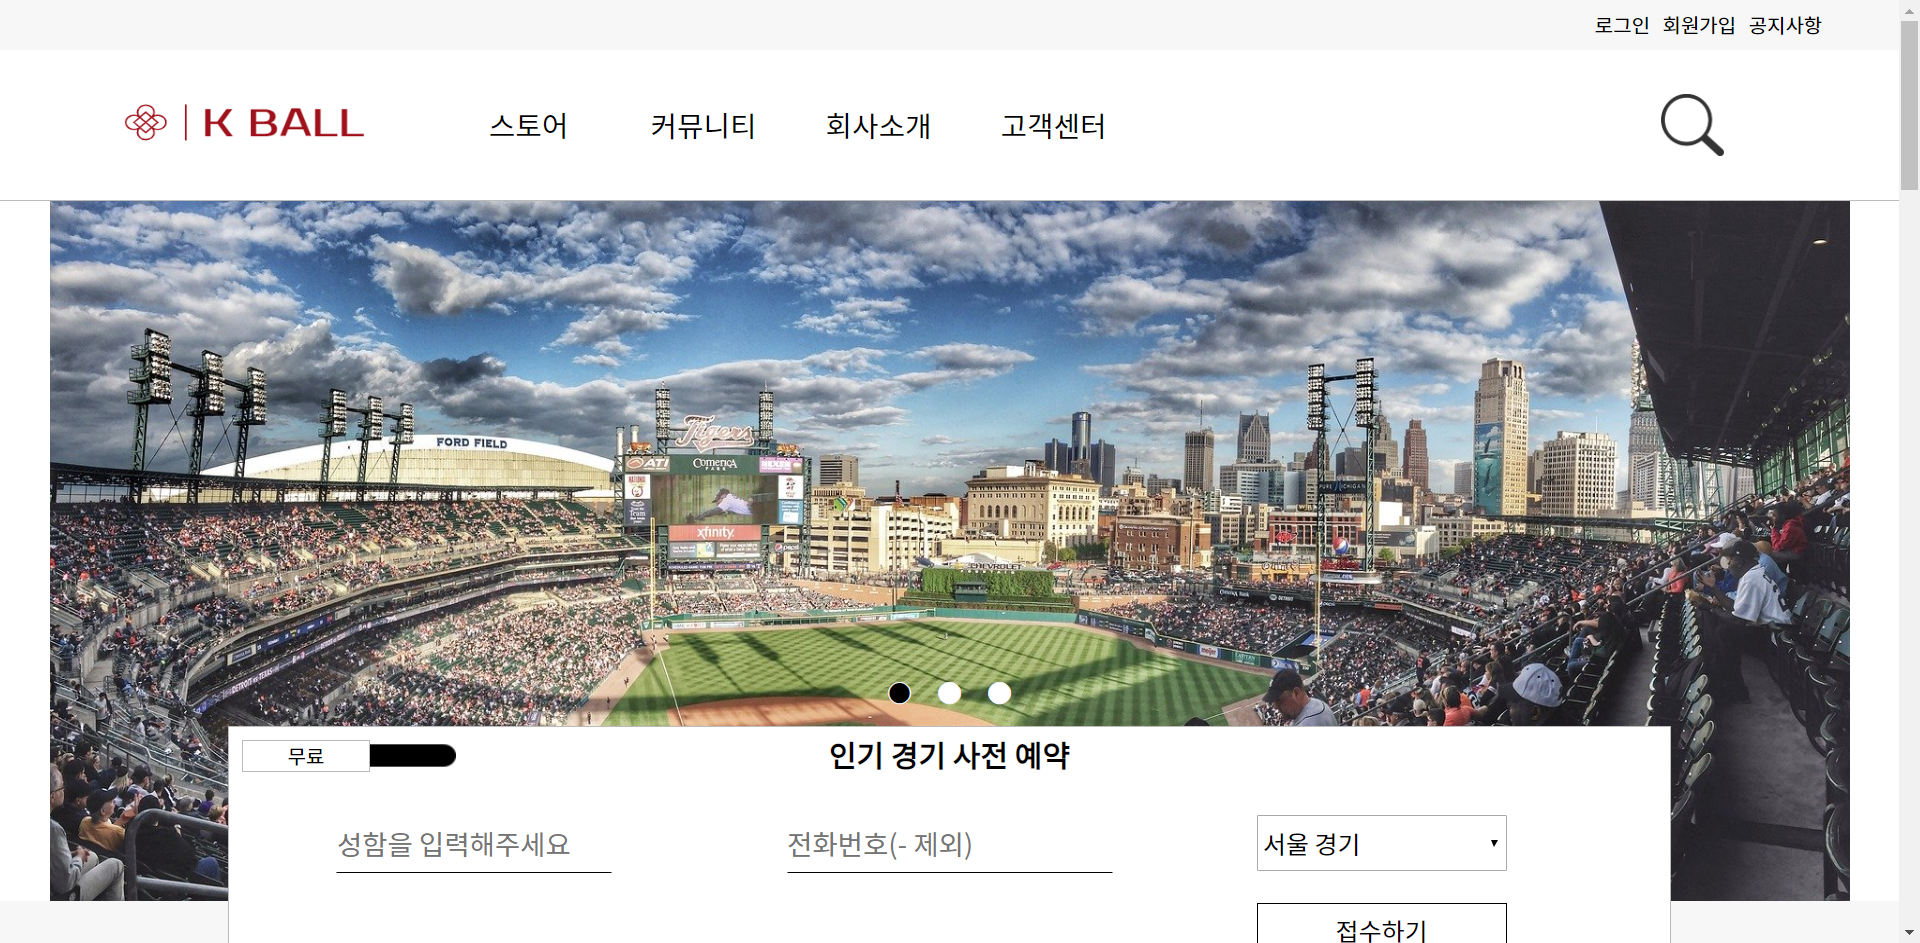 로그인 회원가입 공지사항
K BALL
스토어 커뮤니티 회사소개 고객센터
FORD FIELD
Tigers
COMERICA
PARK
xfinity
CHEVROLET
PURE MICHIGAN
무료
인기 경기 사전 예약
성함을 입력해주세요
전화번호(- 제외)
서울 경기
접수하기